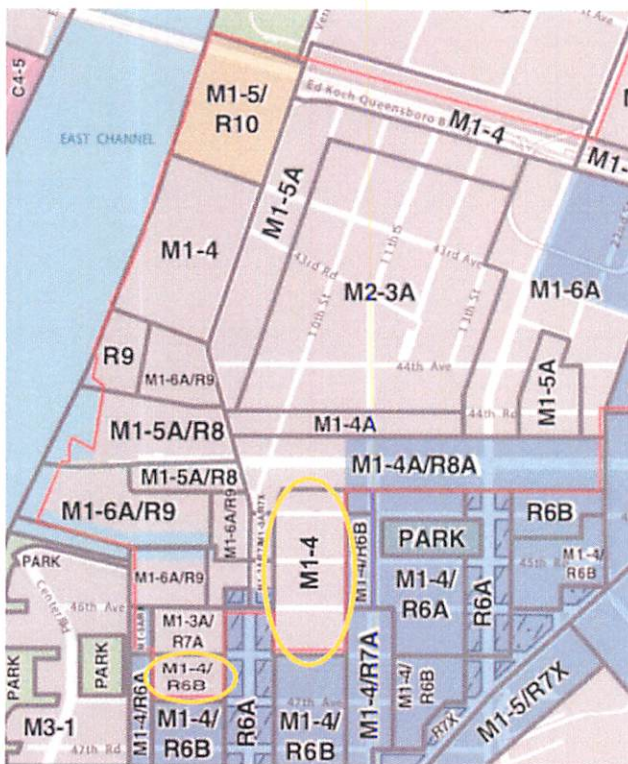 C4-5
EAST CHANNEL
M1-5/
R10
Ed Koch Queensboro B
M1-4
M1-
M1-5A
M1-4
43rd Rd
10th St
11th St
43rd Ave
13th St
M2-3A
M1-6A
44th Ave
M1-5A
44th Rd
R9
M1-6A/R9
M1-4A
M1-5A/R8
M1-5A/R8
M1-4A/R8A
M1-6A/R9
M1-6A/R9
M1-4
M1-4/R6B
PARK
R6B
M1-4/
R6B
45th Rd
PARK
M1-6A/R9
M1-4/
R6A
R6A
46th Ave
Center Bd
M1-3A/
R7A
M1-4/
R6B
PARK
PARK
M1-4/R6A
M1-4/
R6B
R6A
47th Ave
M1-4/
R6B
M1-4/R7A
M1-4/
R6B
R7X
M1-5/R7X
M3-1
47th Rd